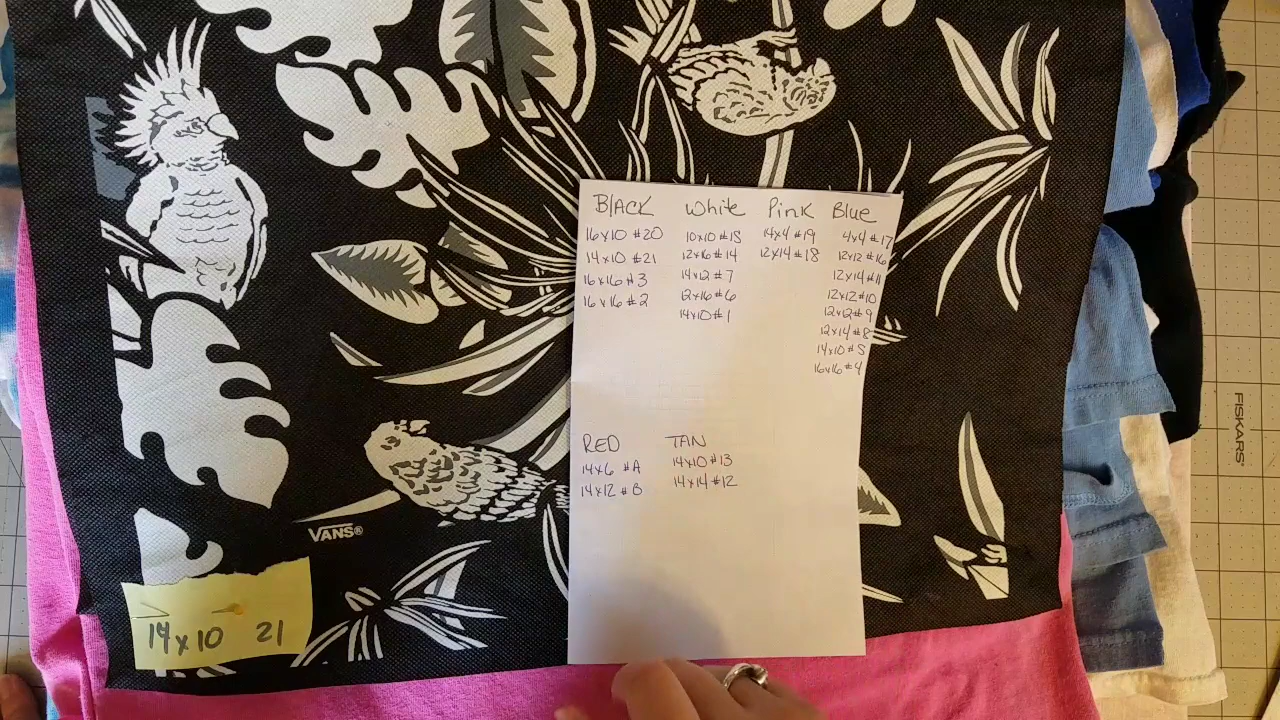 BLACK
16x10 #20
14x10 #21
16x16 #3
16x16 #2
White
10x10 #15
12x16 #14
14x12 #7
12x16 #6
14x10 #1
Pink
14x4 #19
12x14 #18
Blue
4x4 #17
12x12 #16
12x14 #11
12x12 #10
12x12 #9
12x14 #8
14x10 #5
16x16 #4
RED
14x6 #A
14x12 #B
TAN
14x10 #13
14x14 #12
VANS®
14x10 21
FISKARS